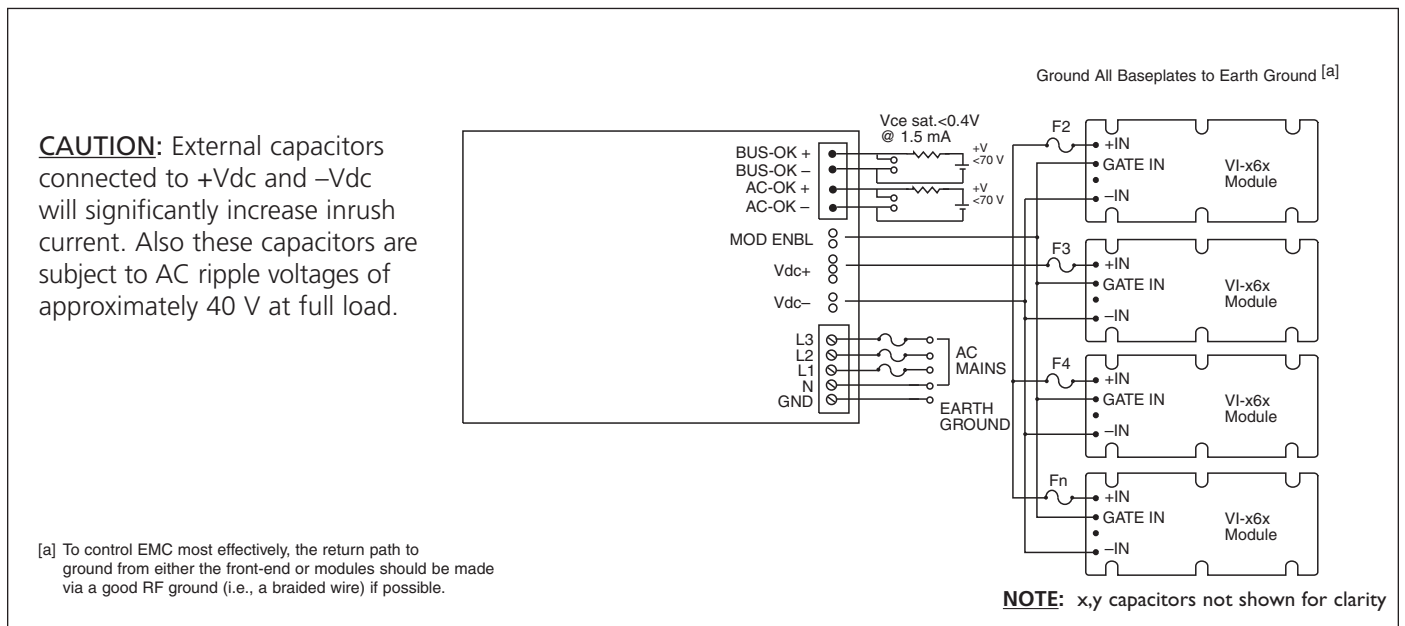 Ground All Baseplates to Earth Ground [a]
CAUTION: External capacitors
connected to +Vdc and –Vdc
will significantly increase inrush
current. Also these capacitors are
subject to AC ripple voltages of
approximately 40 V at full load.
Vce sat.<0.4V
@ 1.5 mA
BUS-OK +
BUS-OK –
AC-OK +
AC-OK –
+V
<70 V
+V
<70 V
MOD ENBL
Vdc+
Vdc–
L3
L2
L1
N
GND
AC
MAINS
EARTH
GROUND
F2
+IN
GATE IN
–IN
VI-x6x
Module
F3
+IN
GATE IN
–IN
VI-x6x
Module
F4
+IN
GATE IN
–IN
VI-x6x
Module
Fn
+IN
GATE IN
–IN
VI-x6x
Module
[a] To control EMC most effectively, the return path to
ground from either the front-end or modules should be made
via a good RF ground (i.e., a braided wire) if possible.
NOTE: x,y capacitors not shown for clarity